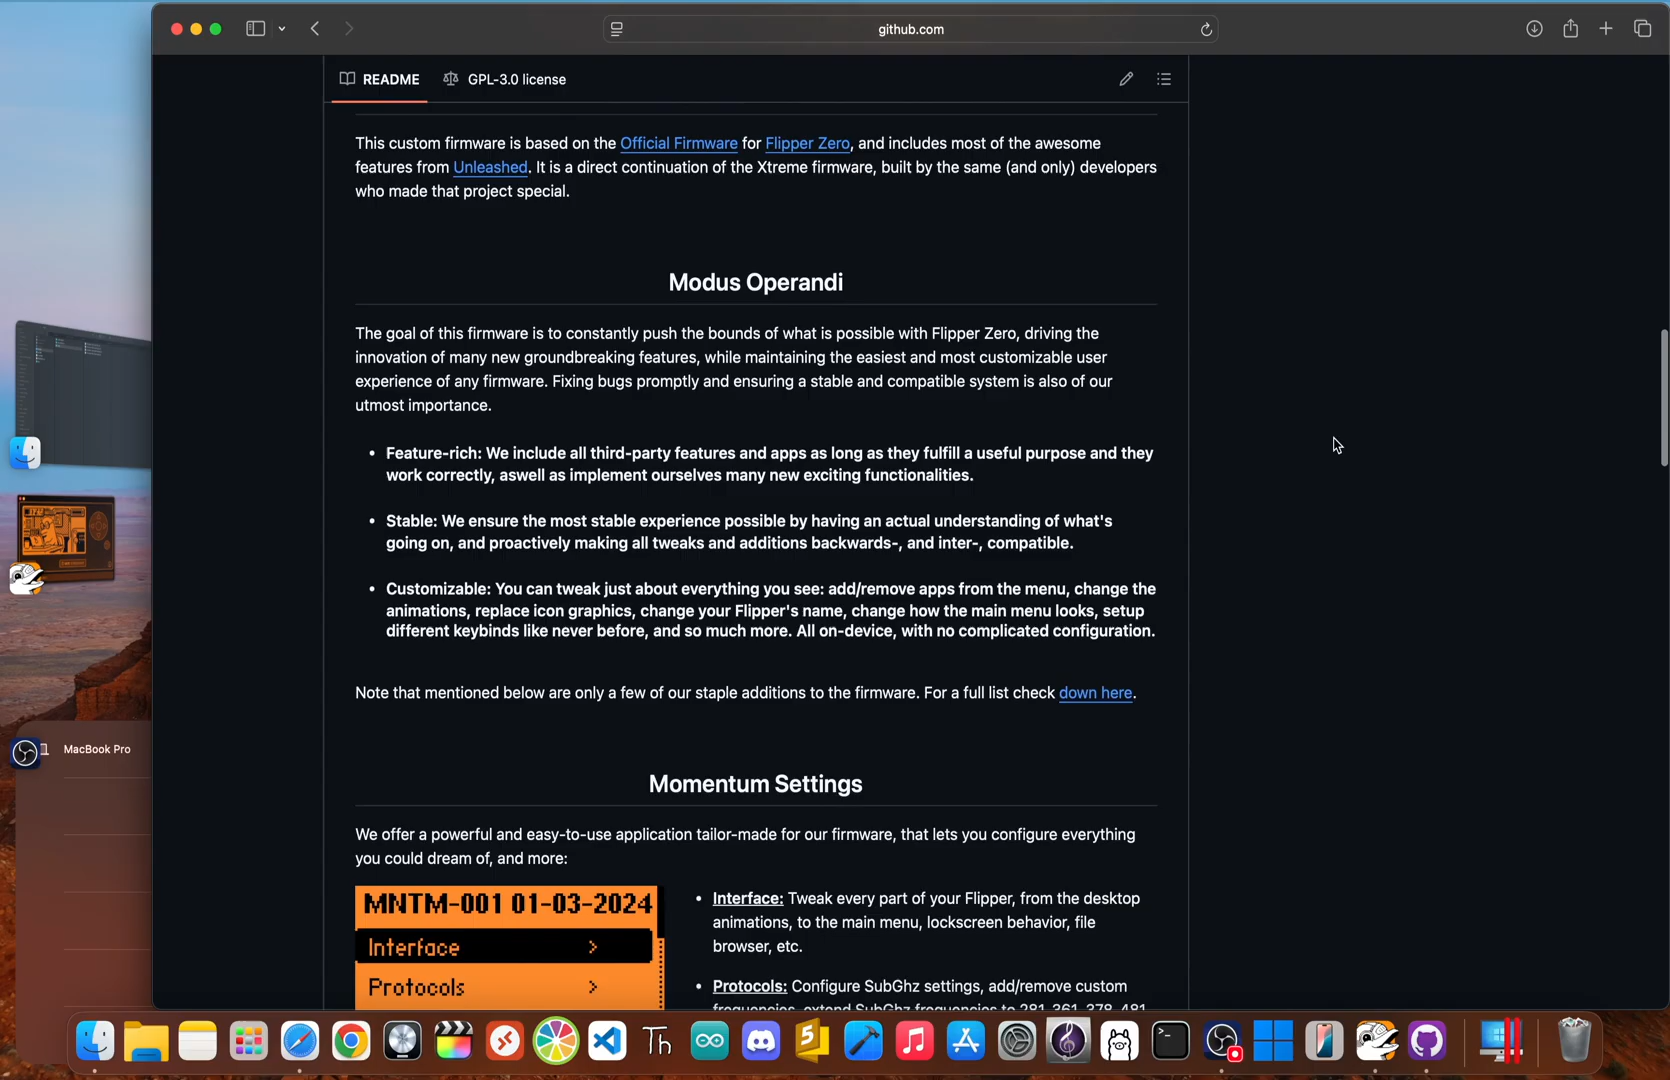 github.com
README
GPL-3.0 license
This custom firmware is based on the Official Firmware for Flipper Zero, and includes most of the awesome
features from Unleashed. It is a direct continuation of the Xtreme firmware, built by the same (and only) developers
who made that project special.
Modus Operandi
The goal of this firmware is to constantly push the bounds of what is possible with Flipper Zero, driving the
innovation of many new groundbreaking features, while maintaining the easiest and most customizable user
experience of any firmware. Fixing bugs promptly and ensuring a stable and compatible system is also of our
utmost importance.
• Feature-rich: We include all third-party features and apps as long as they fulfill a useful purpose and they
work correctly, aswell as implement ourselves many new exciting functionalities.
• Stable: We ensure the most stable experience possible by having an actual understanding of what's
going on, and proactively making all tweaks and additions backwards-, and inter-, compatible.
• Customizable: You can tweak just about everything you see: add/remove apps from the menu, change the
animations, replace icon graphics, change your Flipper's name, change how the main menu looks, setup
different keybinds like never before, and so much more. All on-device, with no complicated configuration.
Note that mentioned below are only a few of our staple additions to the firmware. For a full list check down here.
MacBook Pro
Momentum Settings
We offer a powerful and easy-to-use application tailor-made for our firmware, that lets you configure everything
you could dream of, and more:
MNTM-001 01-03-2024
Interface >
Protocols >
• Interface: Tweak every part of your Flipper, from the desktop
animations, to the main menu, lockscreen behavior, file
browser, etc.
• Protocols: Configure SubGhz settings, add/remove custom
frequencies, extend SubGhz frequencies to 281-361, 378-481
Th
5